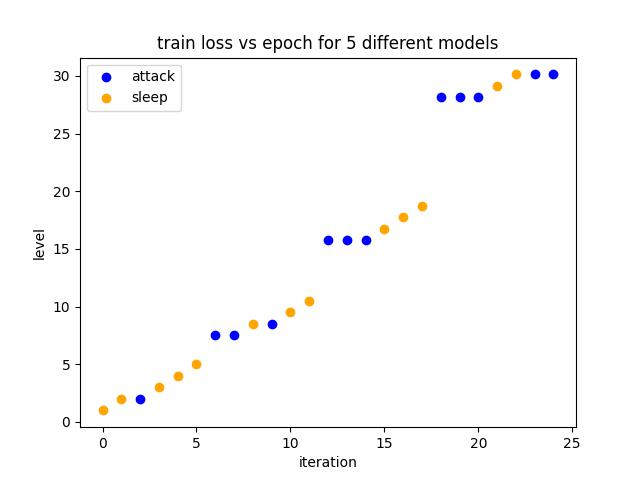 train loss vs epoch for 5 different models
attack
sleep
30
25
20
15
10
5
0
level
0 5 10 15 20 25
iteration